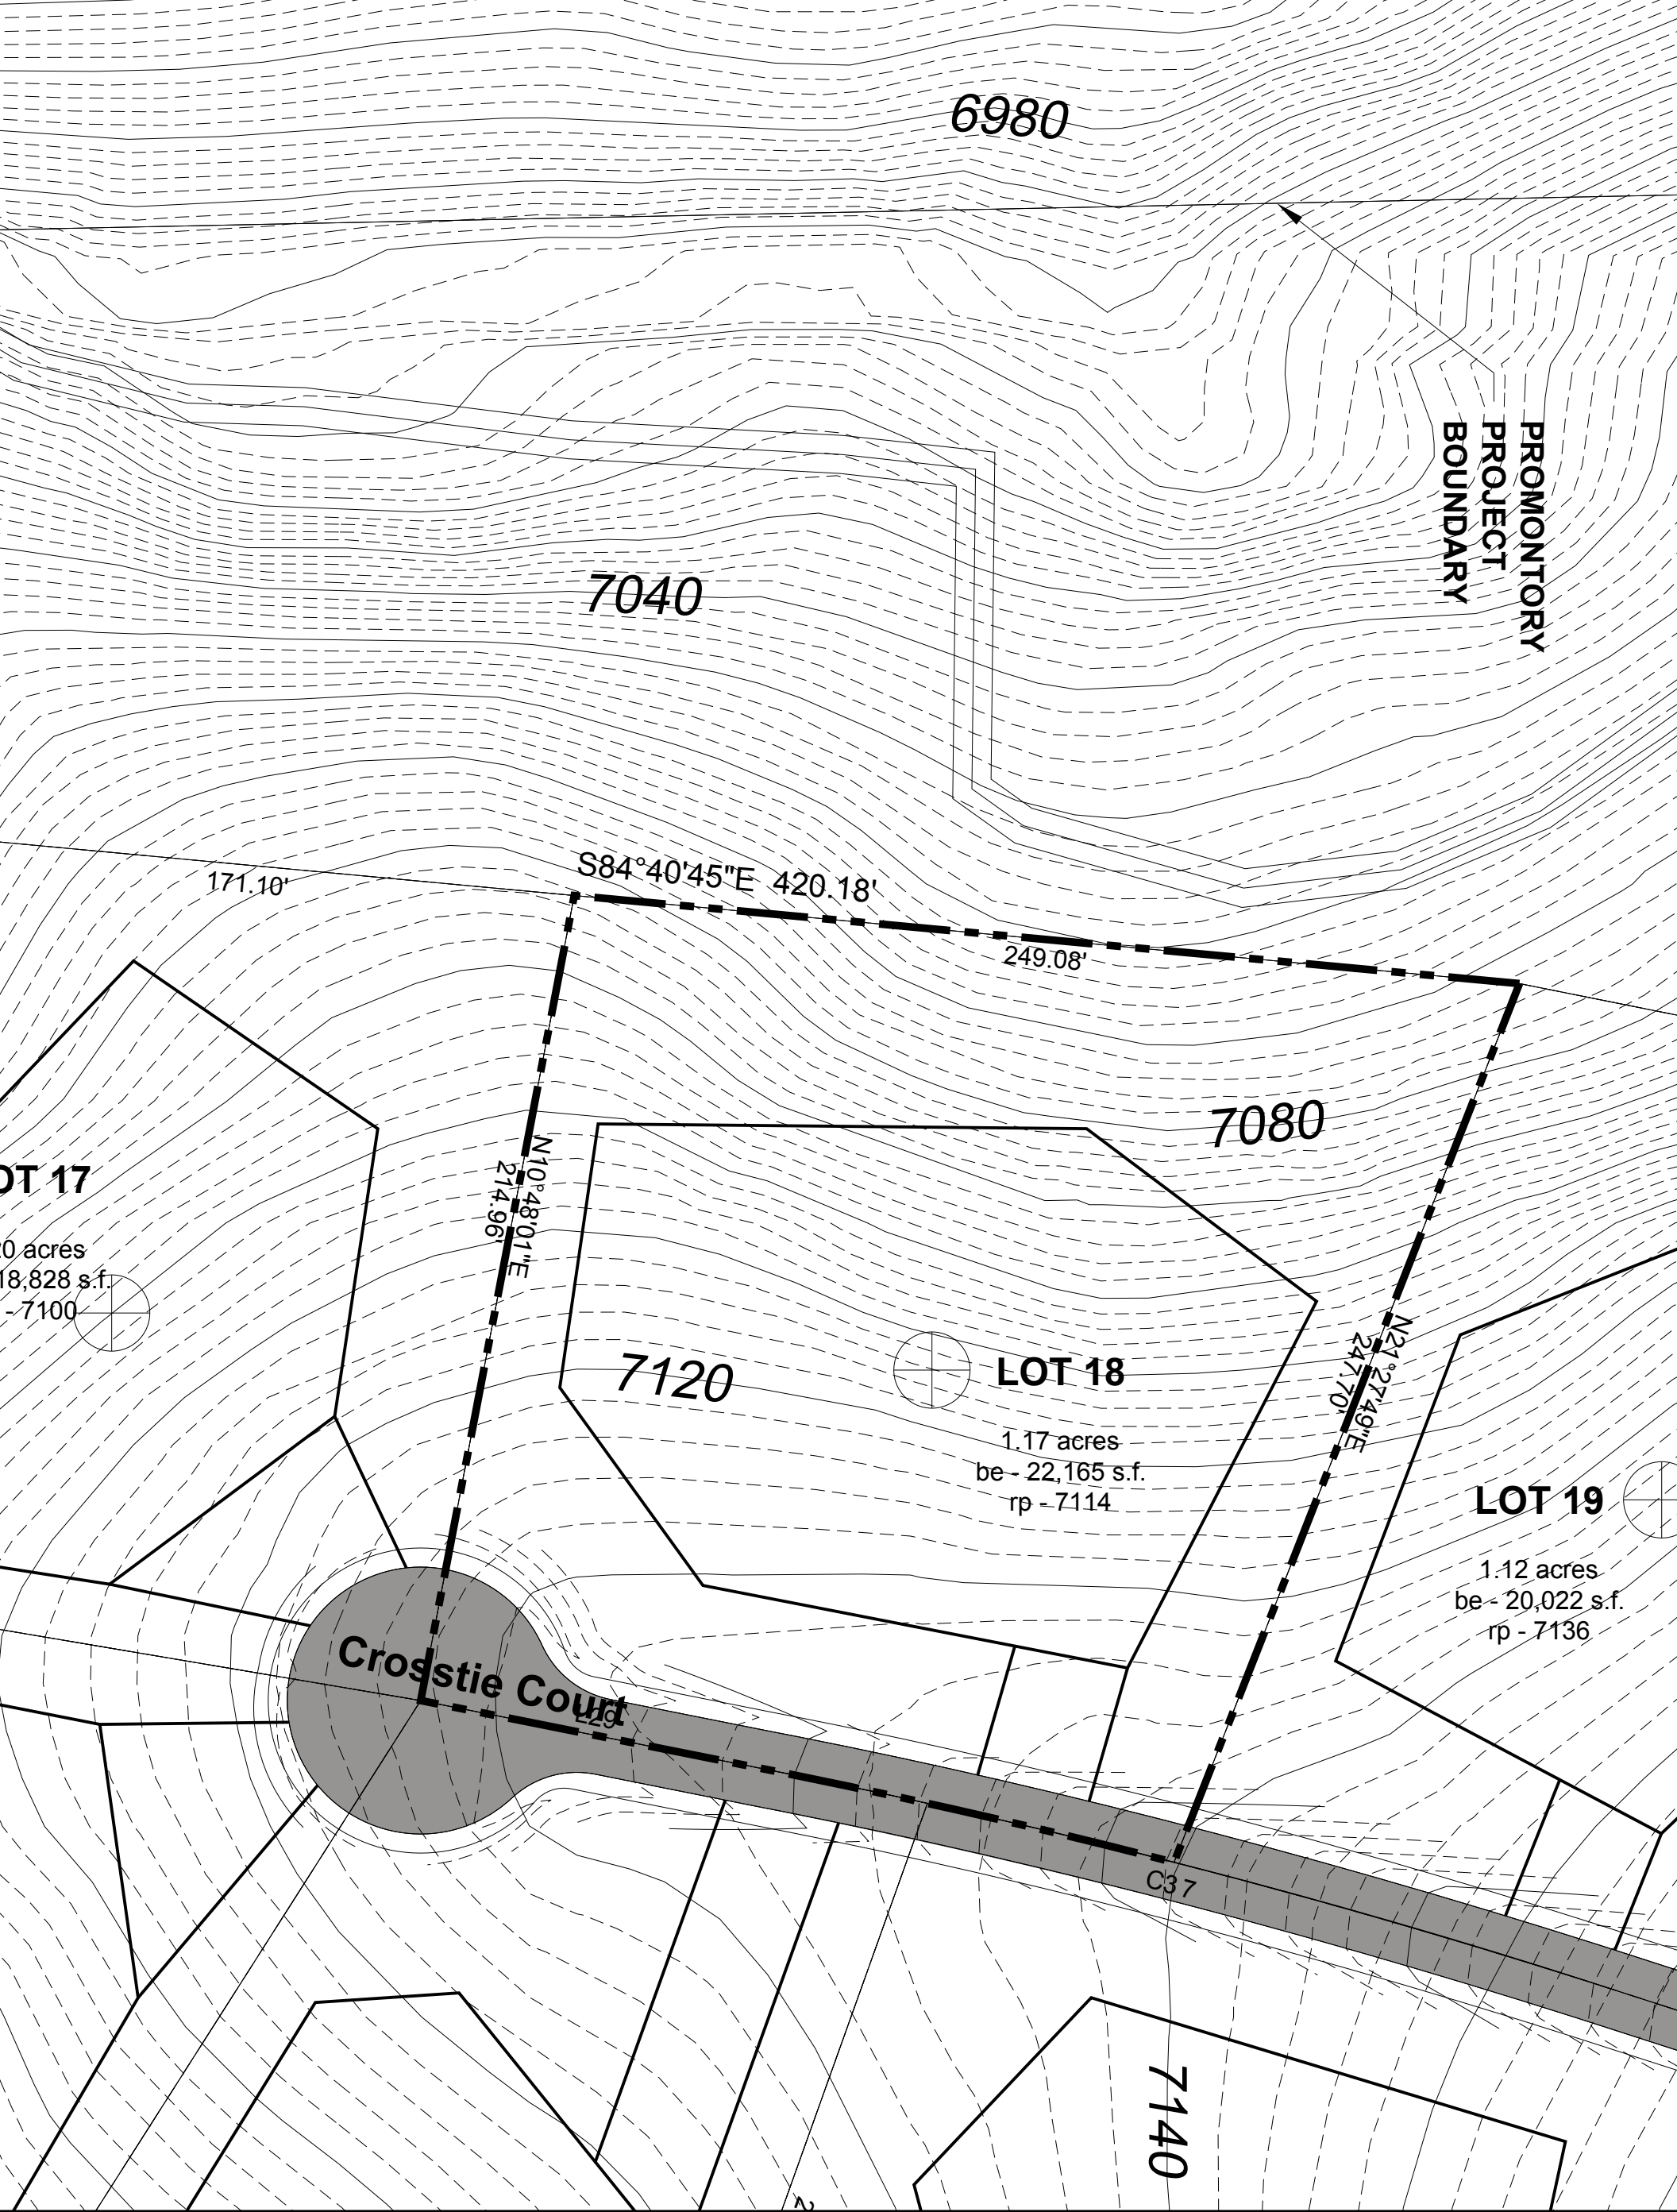 6980
PROMONTORY
PROJECT
BOUNDARY
7040
S84°40'45"E 420.18'
171.10'
249.08'
7080
N10°48'01"E
214.96'
OT 17
20 acres
18,828 s.f.
- 7100
N21°27'49"E
247.70'
7120
LOT 18
1.17 acres
be - 22,165 s.f.
rp - 7114
LOT 19
1.12 acres
be - 20,022 s.f.
rp - 7136
Crosstie Court
L29
C37
7140